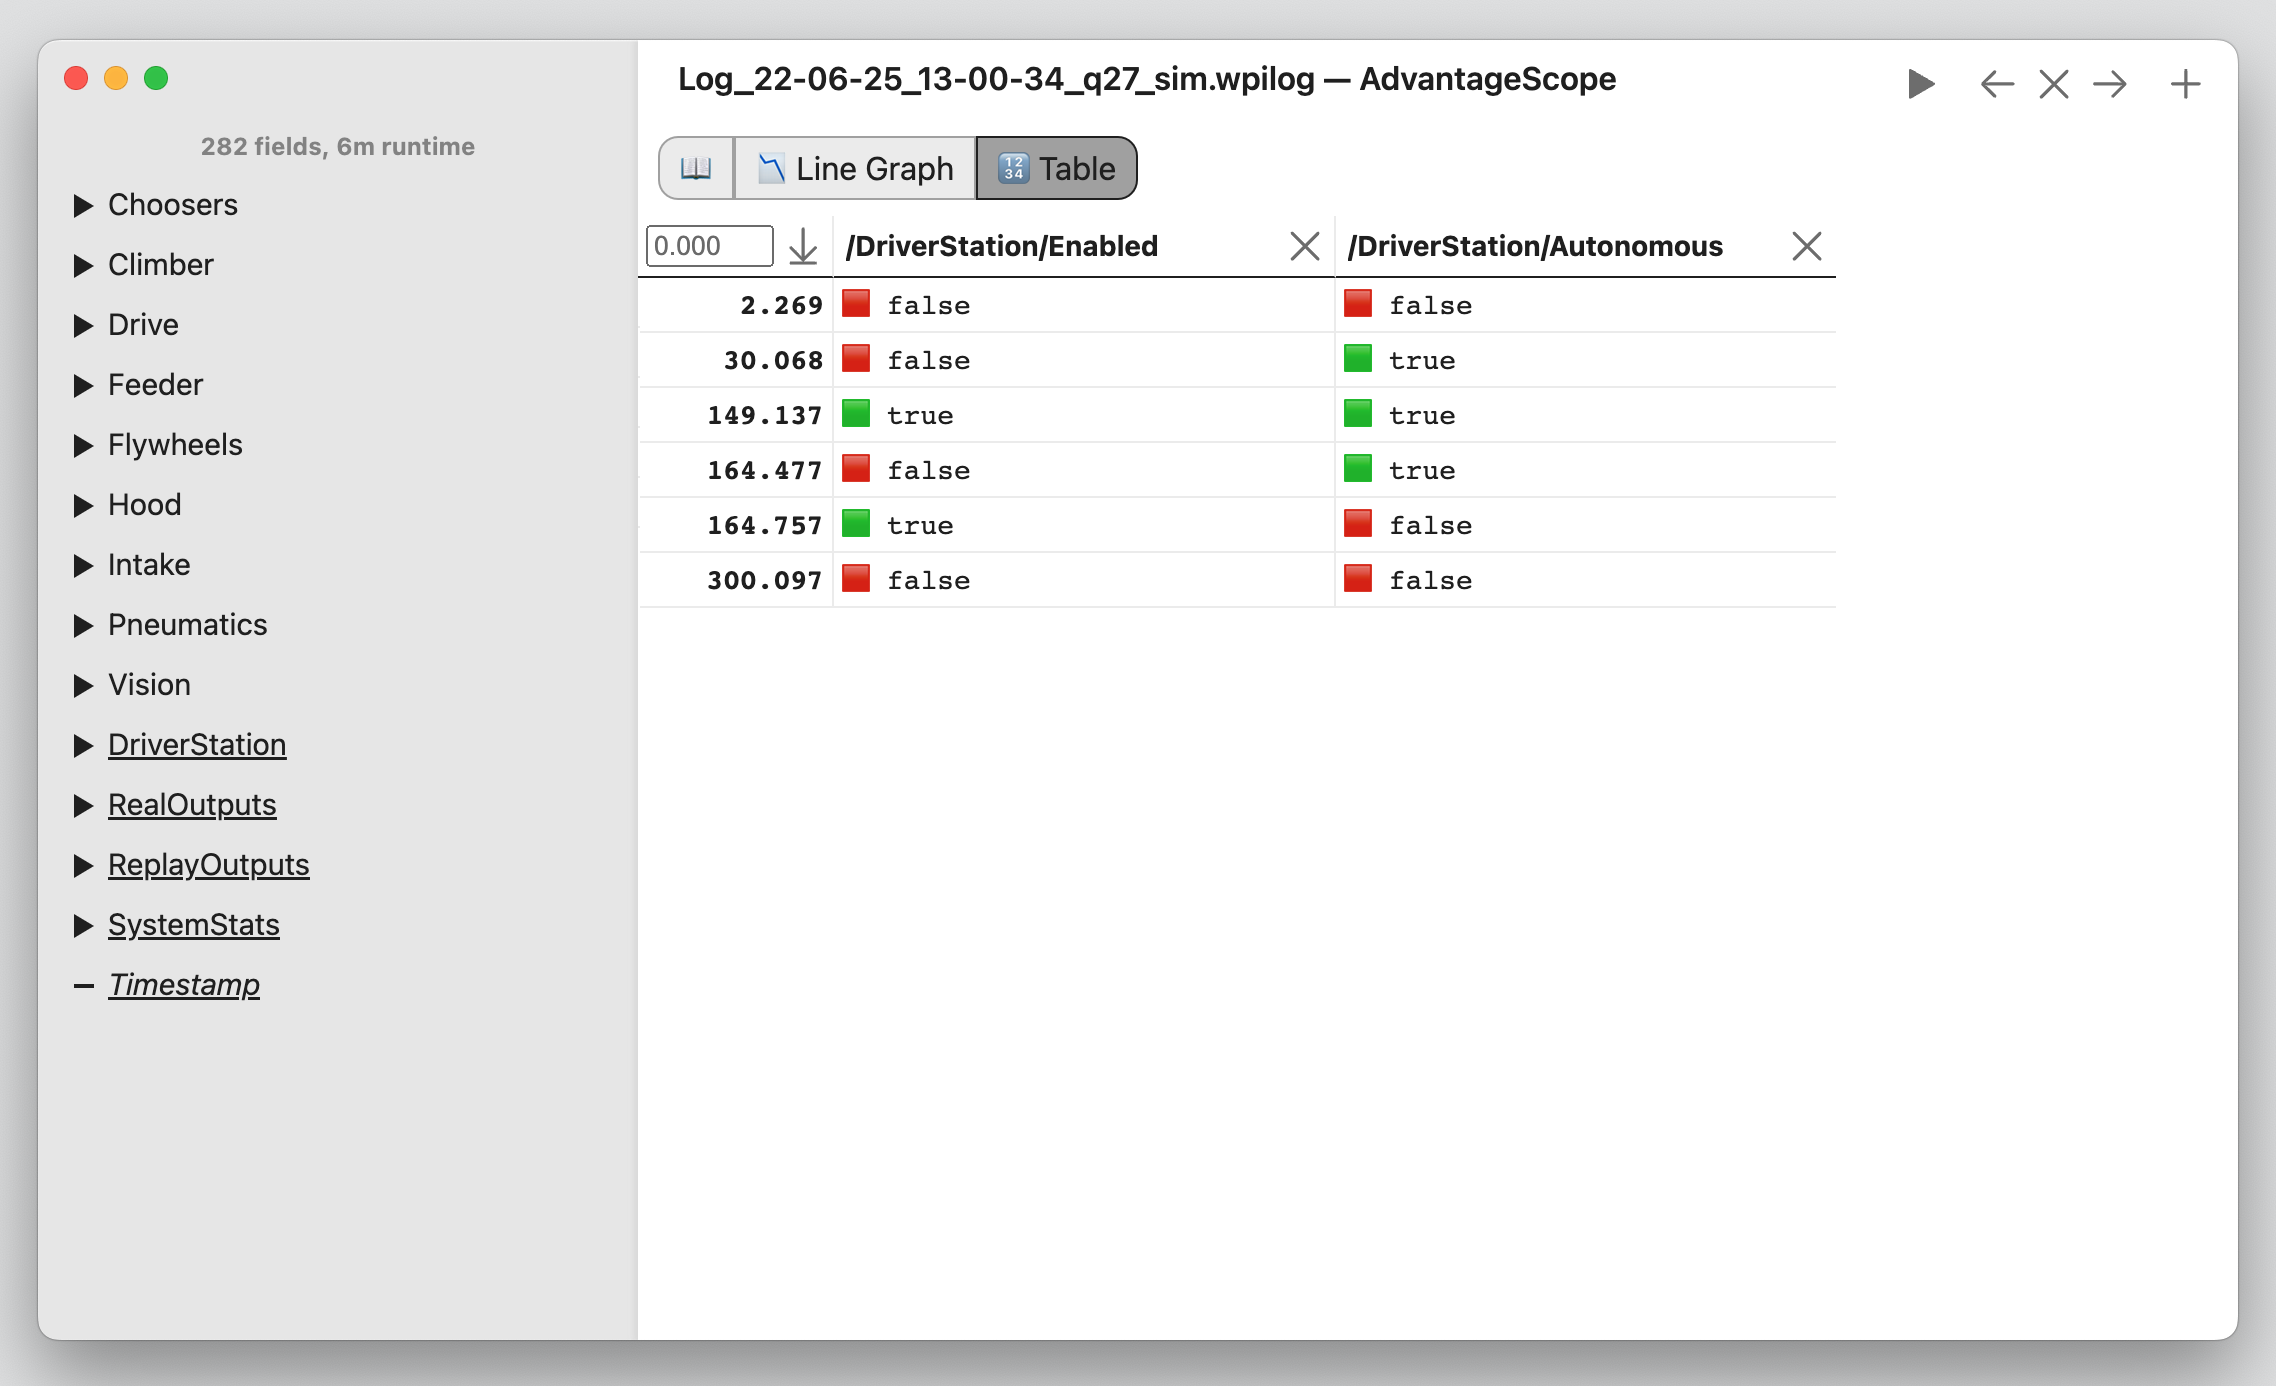 Log_22-06-25_13-00-34_q27_sim.wpilog — AdvantageScope
282 fields, 6m runtime
Choosers
Climber
Drive
Feeder
Flywheels
Hood
Intake
Pneumatics
Vision
DriverStation
RealOutputs
ReplayOutputs
SystemStats
Timestamp
Line Graph
1234 Table
0.000 /DriverStation/Enabled /DriverStation/Autonomous
2.269 false false
30.068 false true
149.137 true true
164.477 false true
164.757 true false
300.097 false false